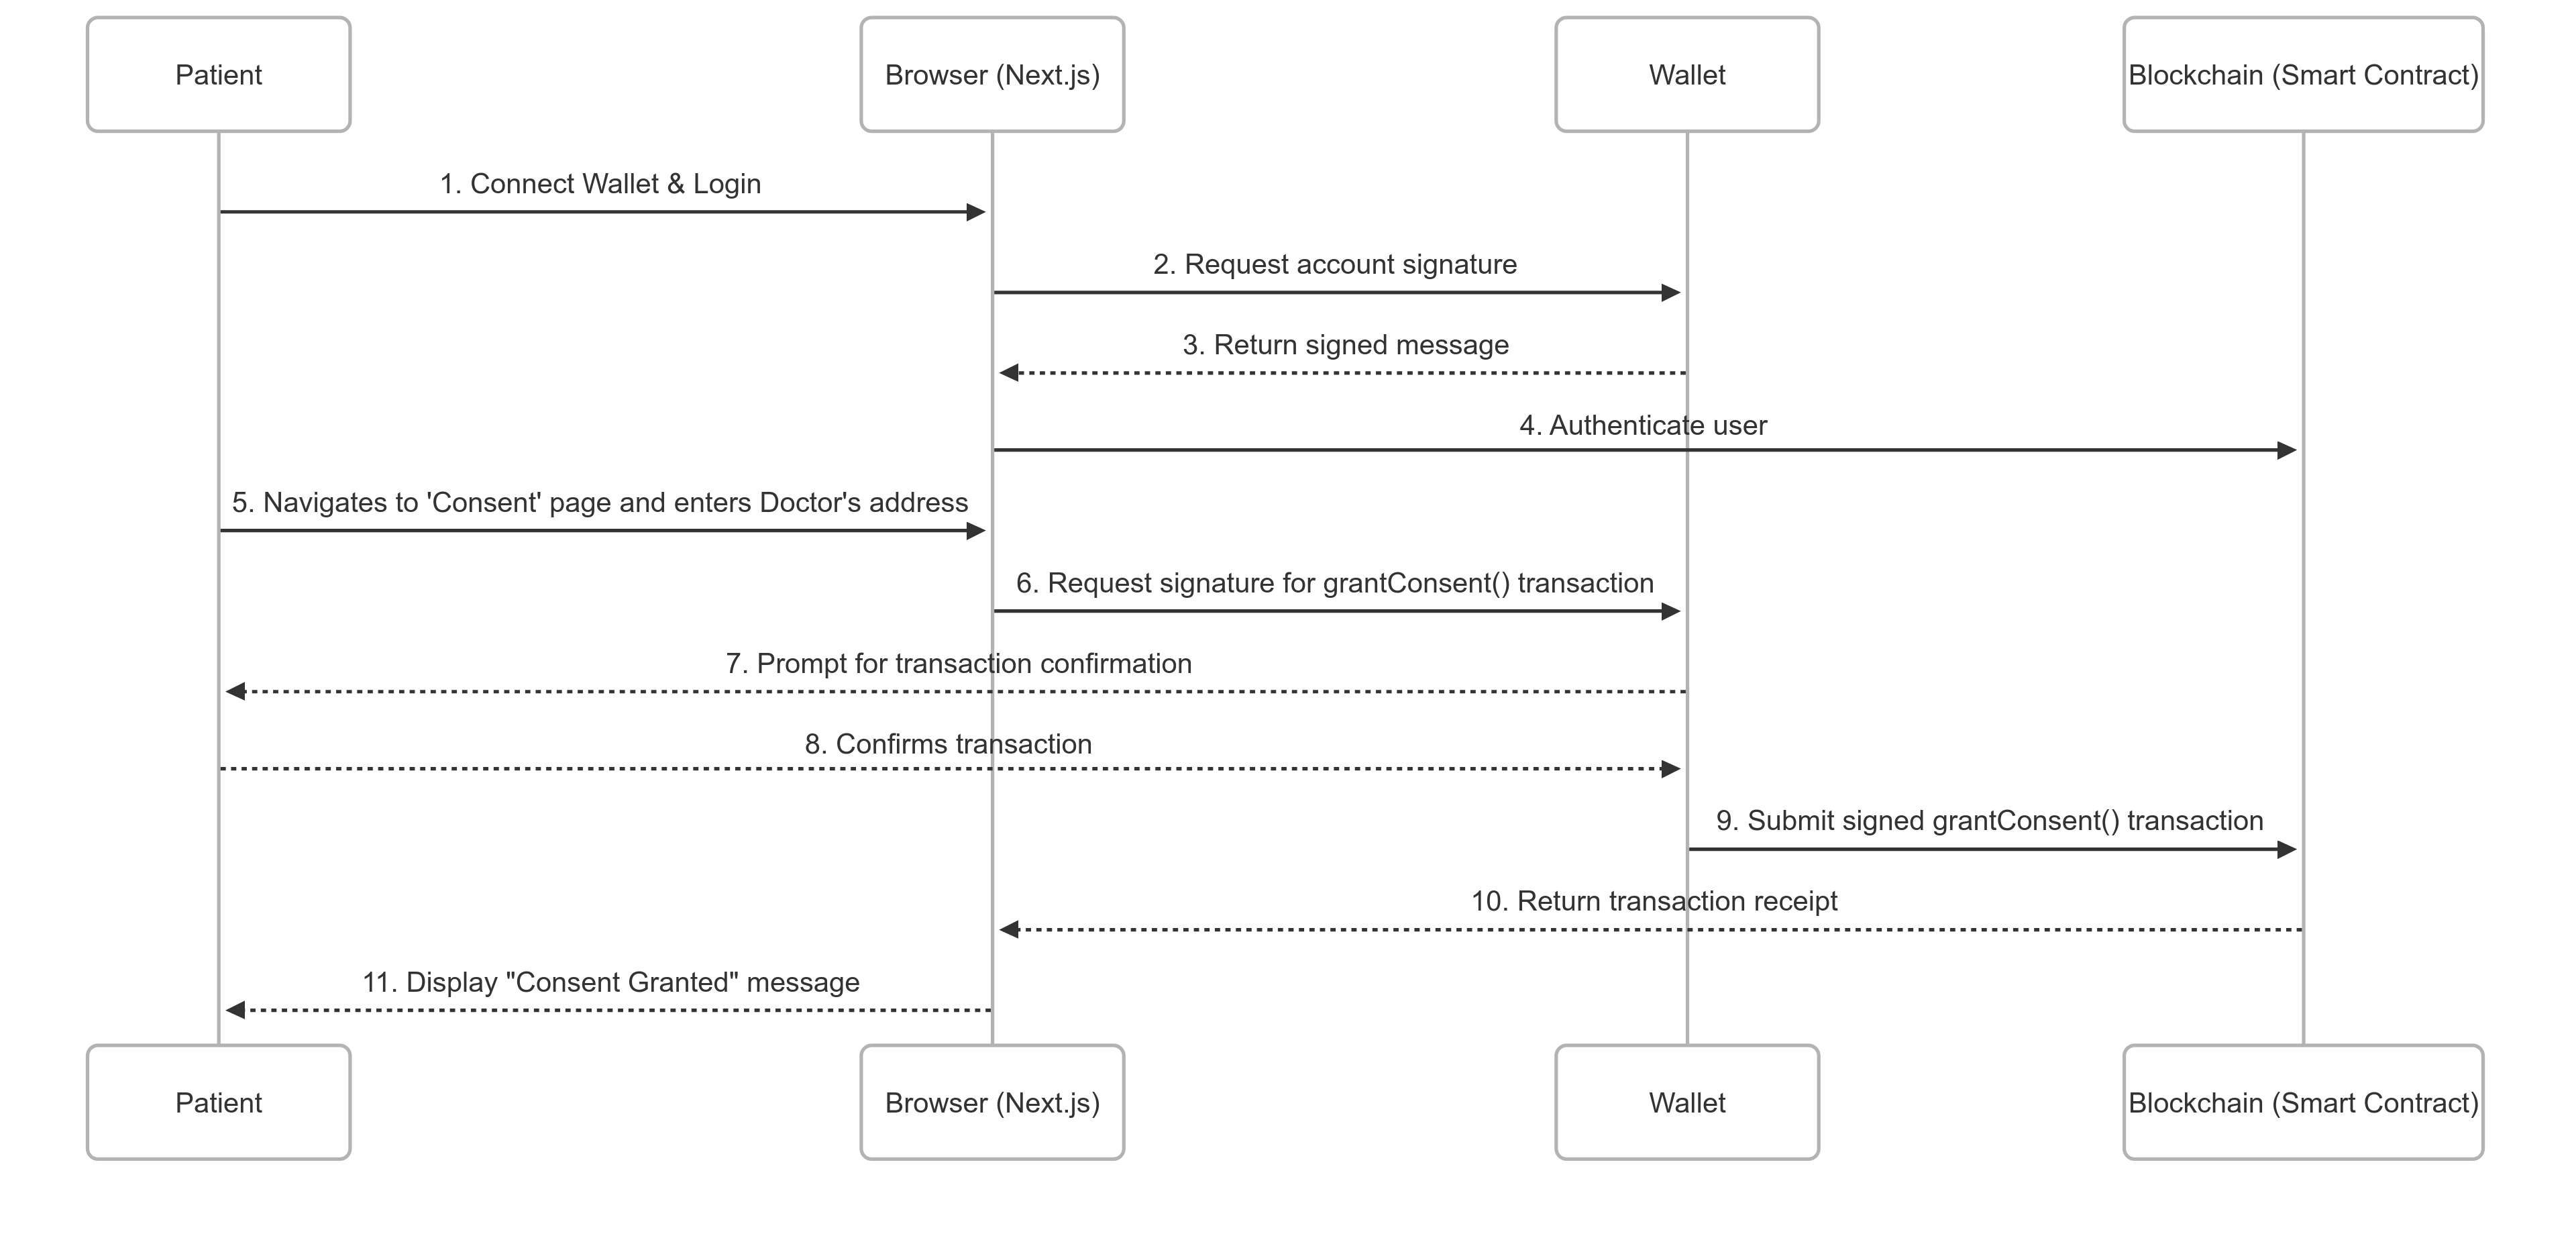 Patient
Browser (Next.js)
Wallet
Blockchain (Smart Contract)
1. Connect Wallet & Login
2. Request account signature
3. Return signed message
4. Authenticate user
5. Navigates to 'Consent' page and enters Doctor's address
6. Request signature for grantConsent() transaction
7. Prompt for transaction confirmation
8. Confirms transaction
9. Submit signed grantConsent() transaction
10. Return transaction receipt
11. Display "Consent Granted" message
Patient
Browser (Next.js)
Wallet
Blockchain (Smart Contract)